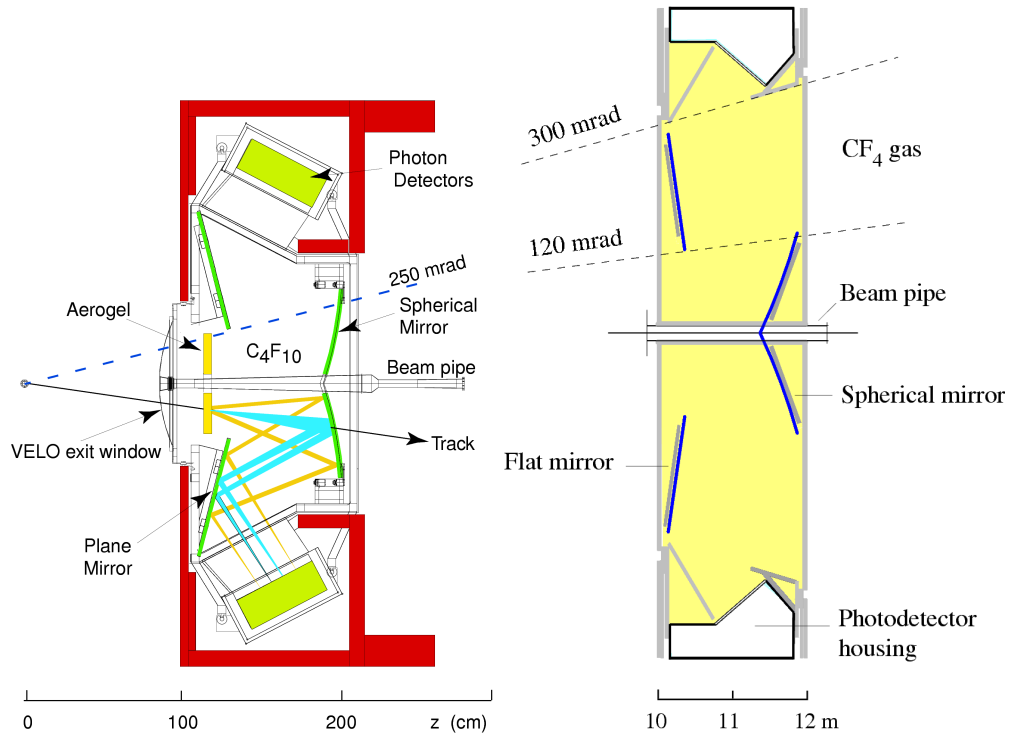 Photon
Detectors
250 mrad
Aerogel
Spherical
Mirror
C₄F₁₀
Beam pipe
VELO exit window
Track
Plane
Mirror
0
100
200
z (cm)
300 mrad
CF₄ gas
120 mrad
Beam pipe
Spherical mirror
Flat mirror
Photodetector
housing
10
11
12 m